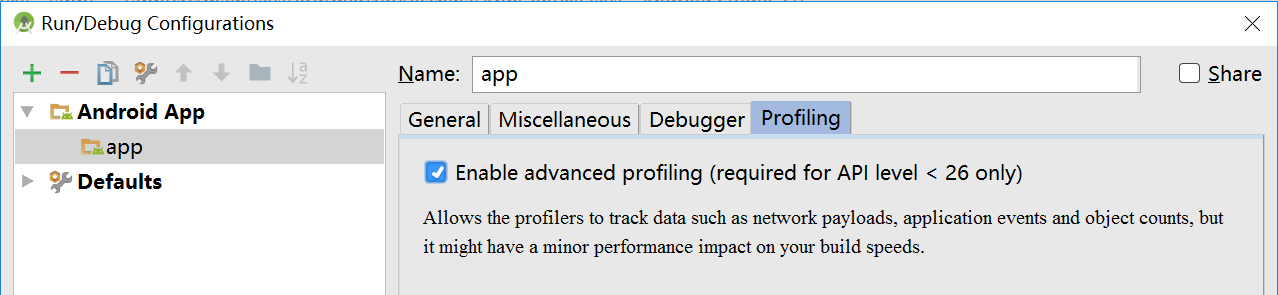 Run/Debug Configurations
Name: app
Share
Android App
app
Defaults
General Miscellaneous Debugger Profiling
Enable advanced profiling (required for API level < 26 only)
Allows the profilers to track data such as network payloads, application events and object counts, but
it might have a minor performance impact on your build speeds.